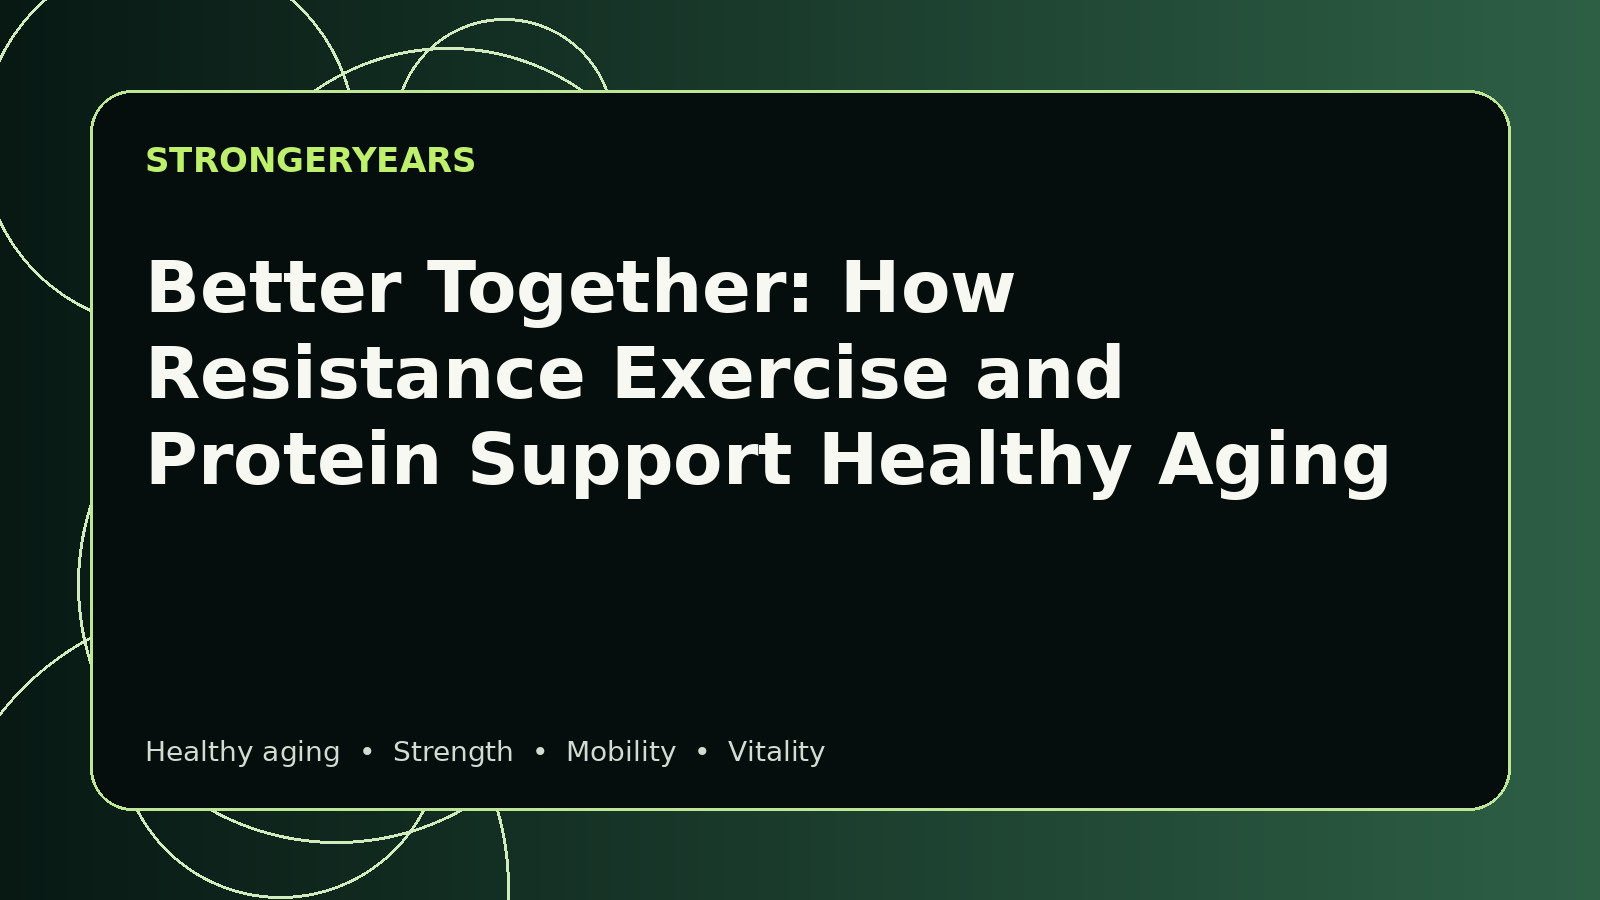 STRONGERYEARS
Better Together: How
Resistance Exercise and
Protein Support Healthy Aging
Healthy aging • Strength • Mobility • Vitality